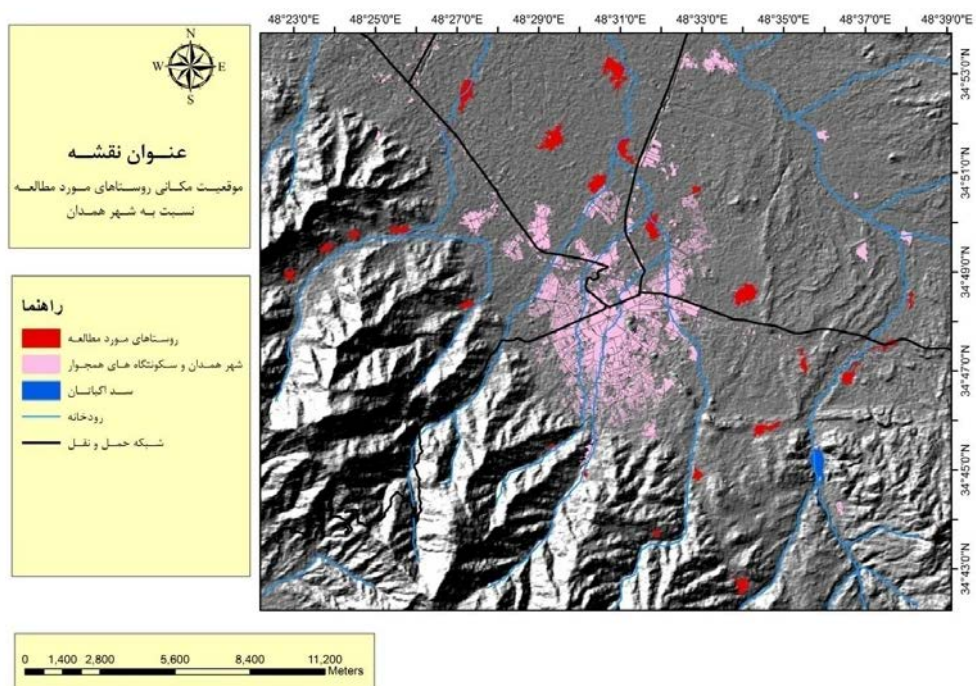 48°23'0"E 48°25'0"E 48°27'0"E 48°29'0"E 48°31'0"E 48°33'0"E 48°35'0"E 48°37'0"E 48°39'0"E
N
W E
S
عنوان نقشه
موقعیت مکانی روستاهای مورد مطالعه
نسبت به شهر همدان
راهنما
روستاهای مورد مطالعه
شهر همدان و سکونتگاه های همجوار
سد اکباتان
رودخانه
شبکه حمل و نقل
34°53'0"N
34°51'0"N
34°49'0"N
34°47'0"N
34°45'0"N
34°43'0"N
0 1,400 2,800 5,600 8,400 11,200
Meters